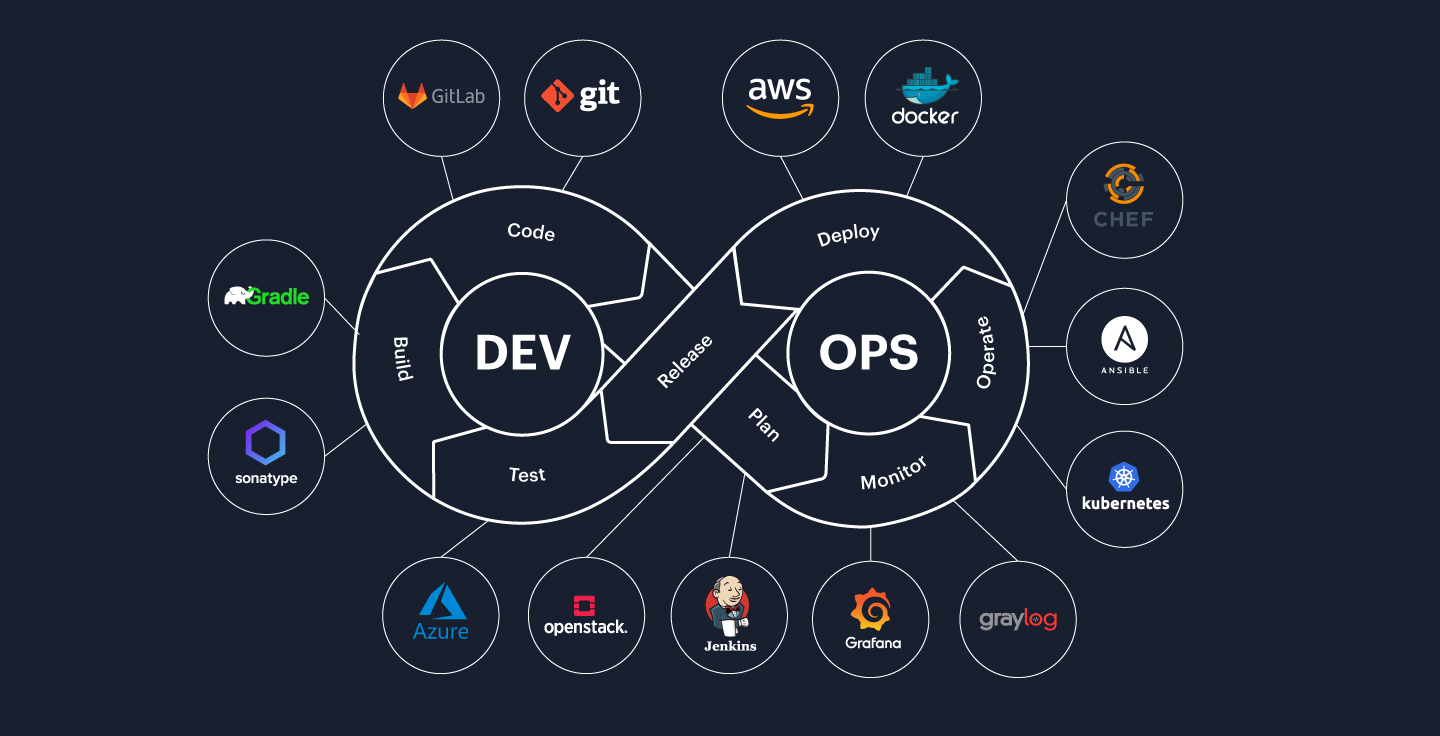 GitLab
git
aws
docker
CHEF
Gradle
Code
Deploy
Build
DEV
Release
OPS
Operate
ANSIBLE
sonatype
Test
Plan
Monitor
kubernetes
Azure
openstack.
Jenkins
Grafana
graylog